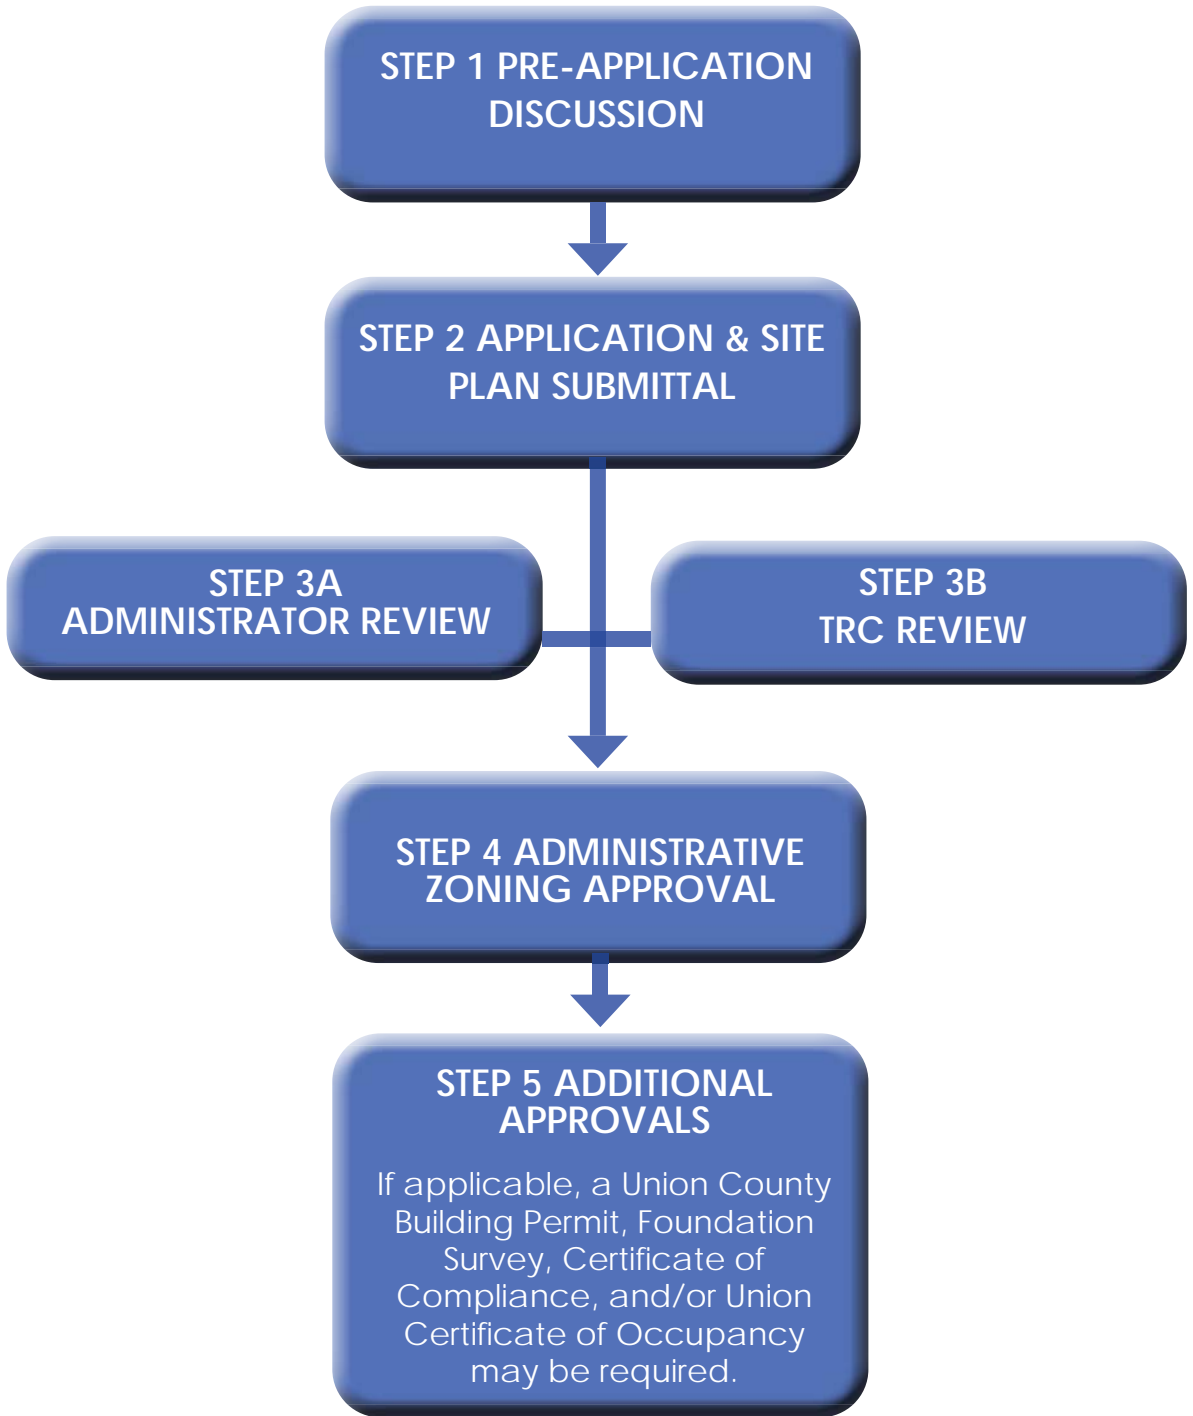 STEP 1 PRE-APPLICATION
DISCUSSION
STEP 2 APPLICATION & SITE
PLAN SUBMITTAL
STEP 3A
ADMINISTRATOR REVIEW
STEP 3B
TRC REVIEW
STEP 4 ADMINISTRATIVE
ZONING APPROVAL
STEP 5 ADDITIONAL
APPROVALS
If applicable, a Union County
Building Permit, Foundation
Survey, Certificate of
Compliance, and/or Union
Certificate of Occupancy
may be required.